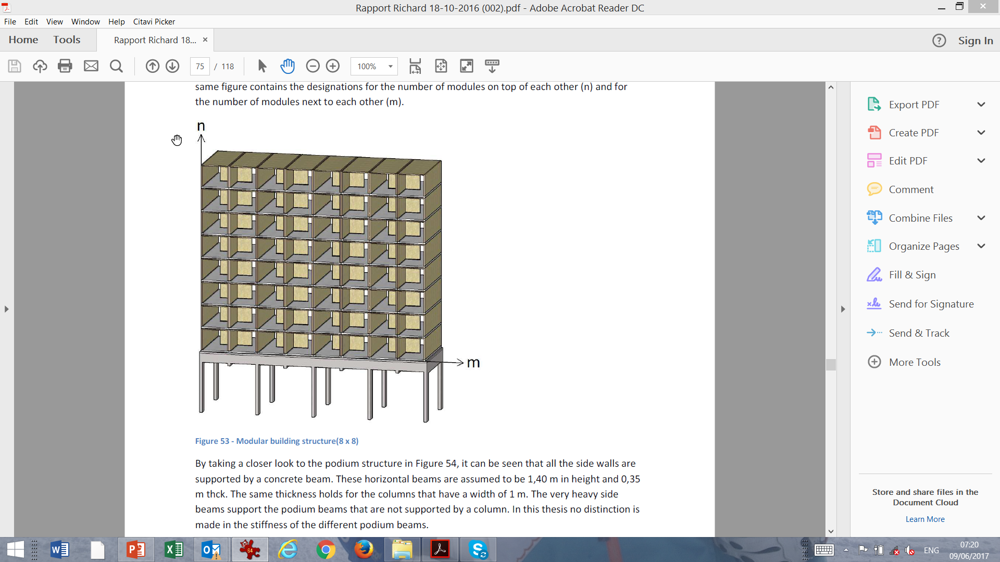 Rapport Richard 18-10-2016 (002).pdf - Adobe Acrobat Reader DC
File Edit View Window Help Citavi Picker
Home Tools Rapport Richard 18... × Sign In
75 / 118 100%
same figure contains the designations for the number of modules on top of each other (n) and for
the number of modules next to each other (m).
n
m
Figure 53 - Modular building structure(8 x 8)
By taking a closer look to the podium structure in Figure 54, it can be seen that all the side walls are
supported by a concrete beam. These horizontal beams are assumed to be 1,40 m in height and 0,35
m thck. The same thickness holds for the columns that have a width of 1 m. The very heavy side
beams support the podium beams that are not supported by a column. In this thesis no distinction is
made in the stiffness of the different podium beams.
Export PDF
Create PDF
Edit PDF
Comment
Combine Files
Organize Pages
Fill & Sign
Send for Signature
Send & Track
More Tools
Store and share files in the
Document Cloud
Learn More
64
ENG
07:20
09/06/2017